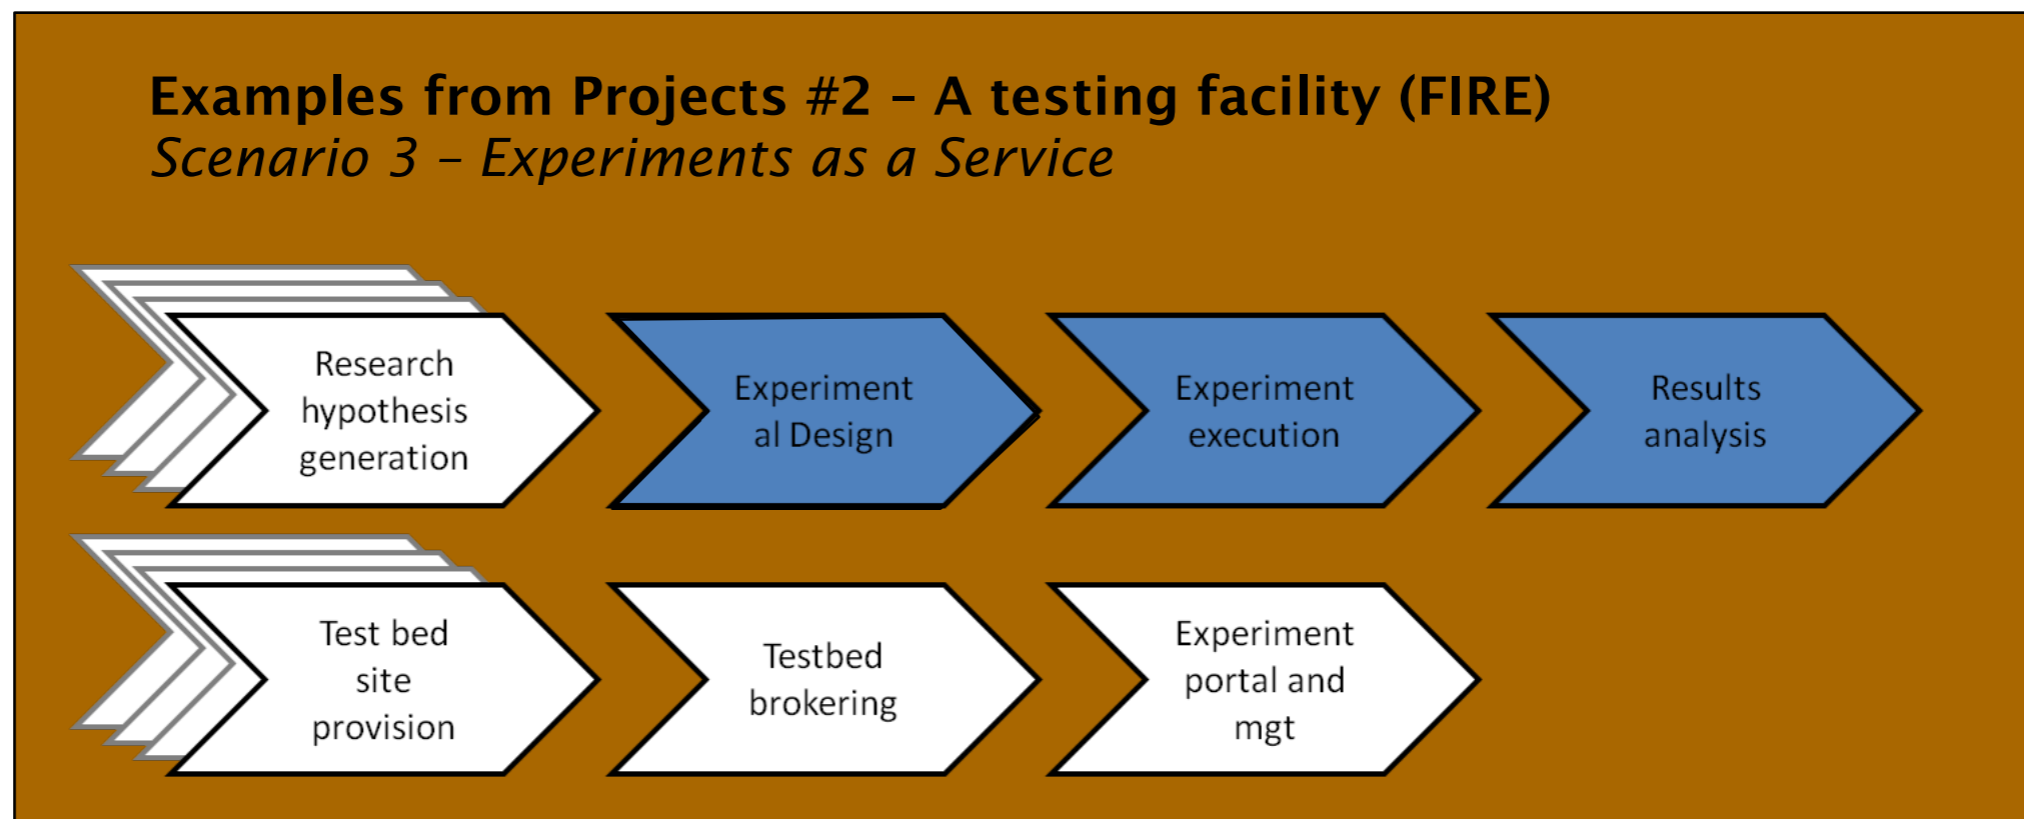 Examples from Projects #2 – A testing facility (FIRE)
Scenario 3 – Experiments as a Service
Research
hypothesis
generation
Experiment
al Design
Experiment
execution
Results
analysis
Test bed
site
provision
Testbed
brokering
Experiment
portal and
mgt